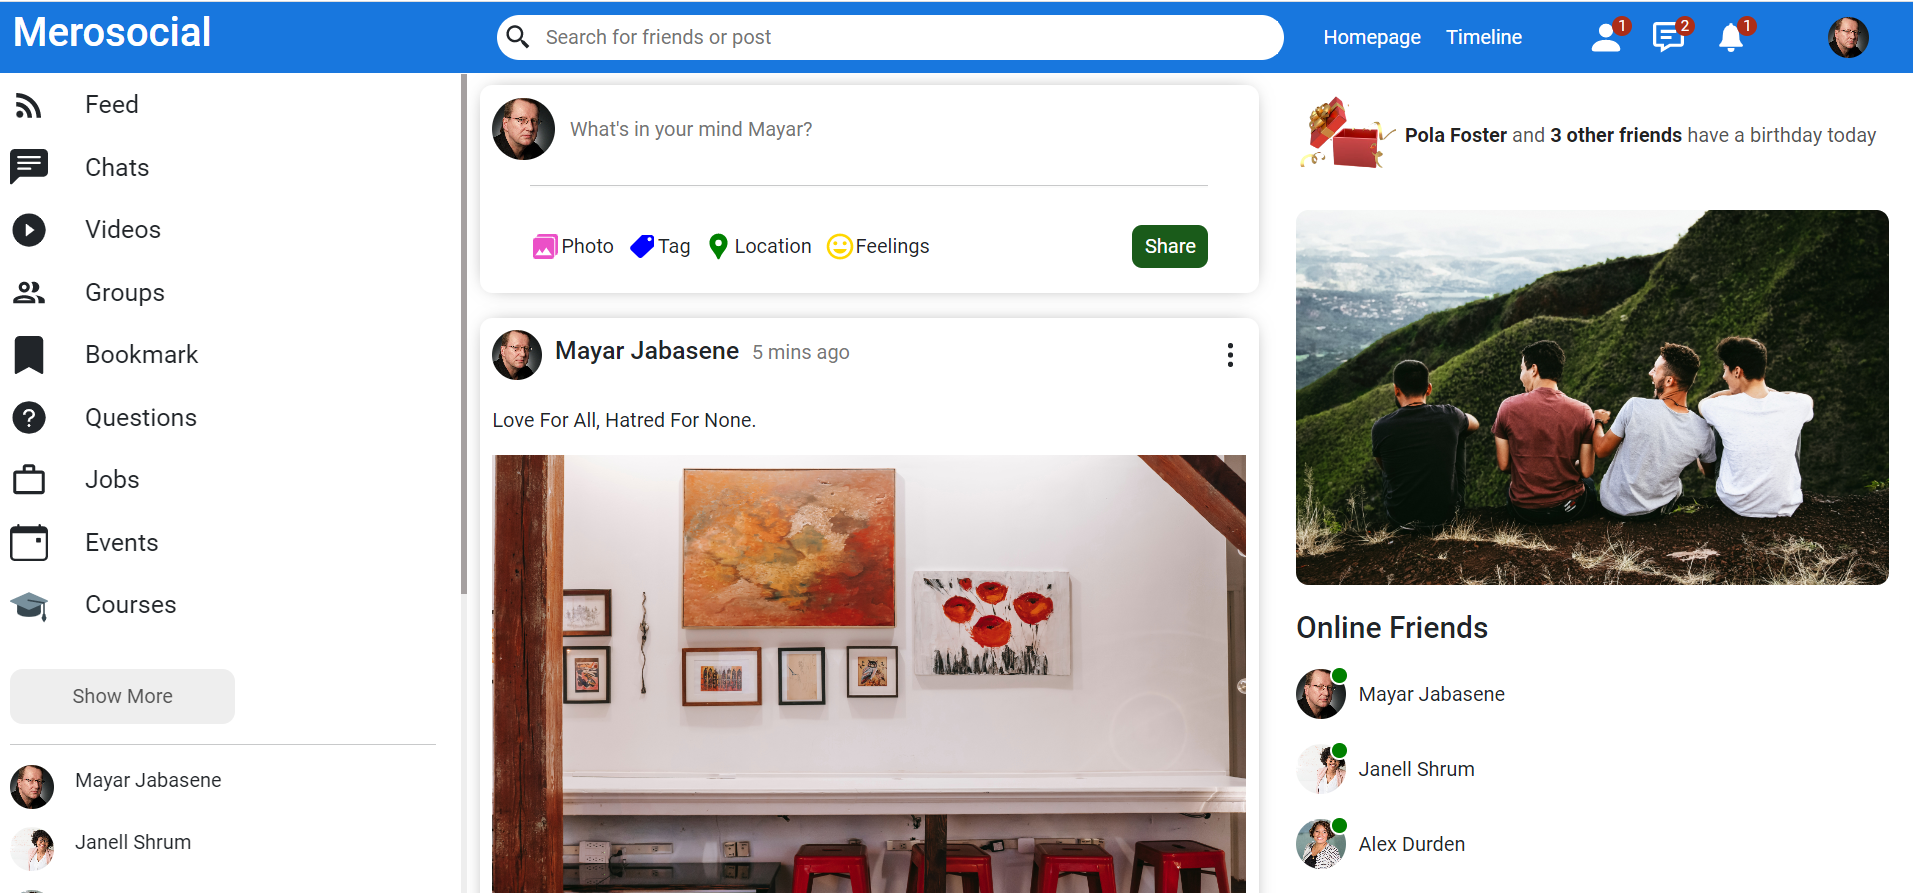 Merosocial
Search for friends or post
Homepage Timeline
1
2
1
Feed
Chats
Videos
Groups
Bookmark
Questions
Jobs
Events
Courses
Show More
Mayar Jabasene
Janell Shrum
What's in your mind Mayar?
Photo Tag Location Feelings Share
Mayar Jabasene 5 mins ago
Love For All, Hatred For None.
Pola Foster and 3 other friends have a birthday today
Online Friends
Mayar Jabasene
Janell Shrum
Alex Durden